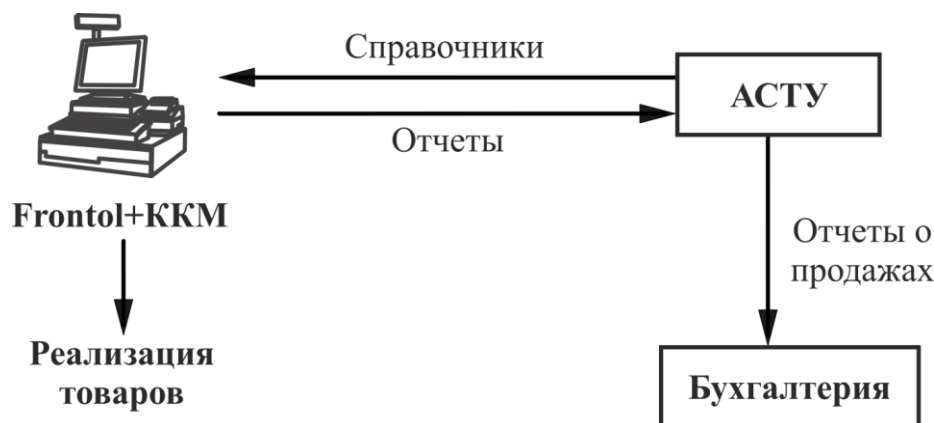 Справочники
АСТУ
Отчеты
Frontol+ККМ
Отчеты о
продажах
Реализация
товаров
Бухгалтерия